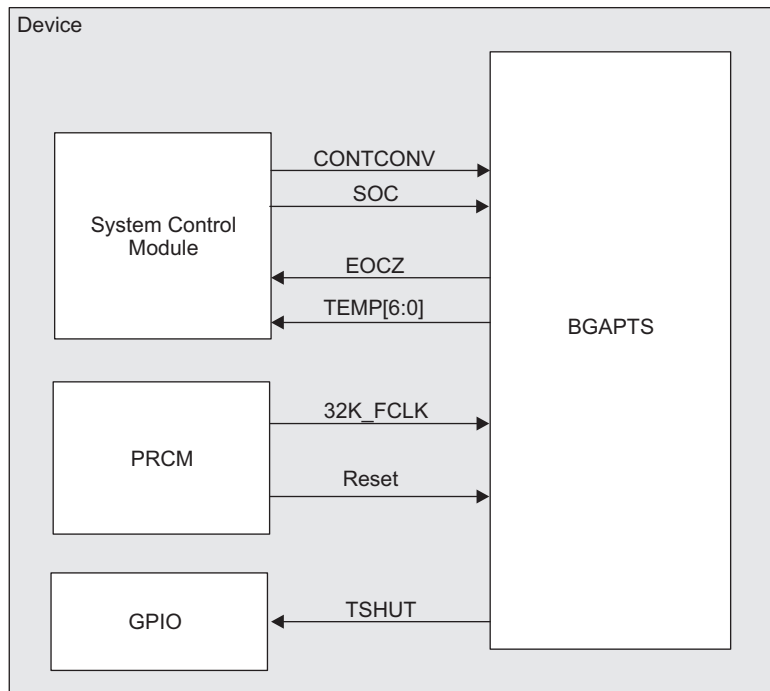 Device
System Control
Module
CONTCONV
SOC
EOCZ
TEMP[6:0]
BGAPTS
PRCM
32K_FCLK
Reset
GPIO
TSHUT